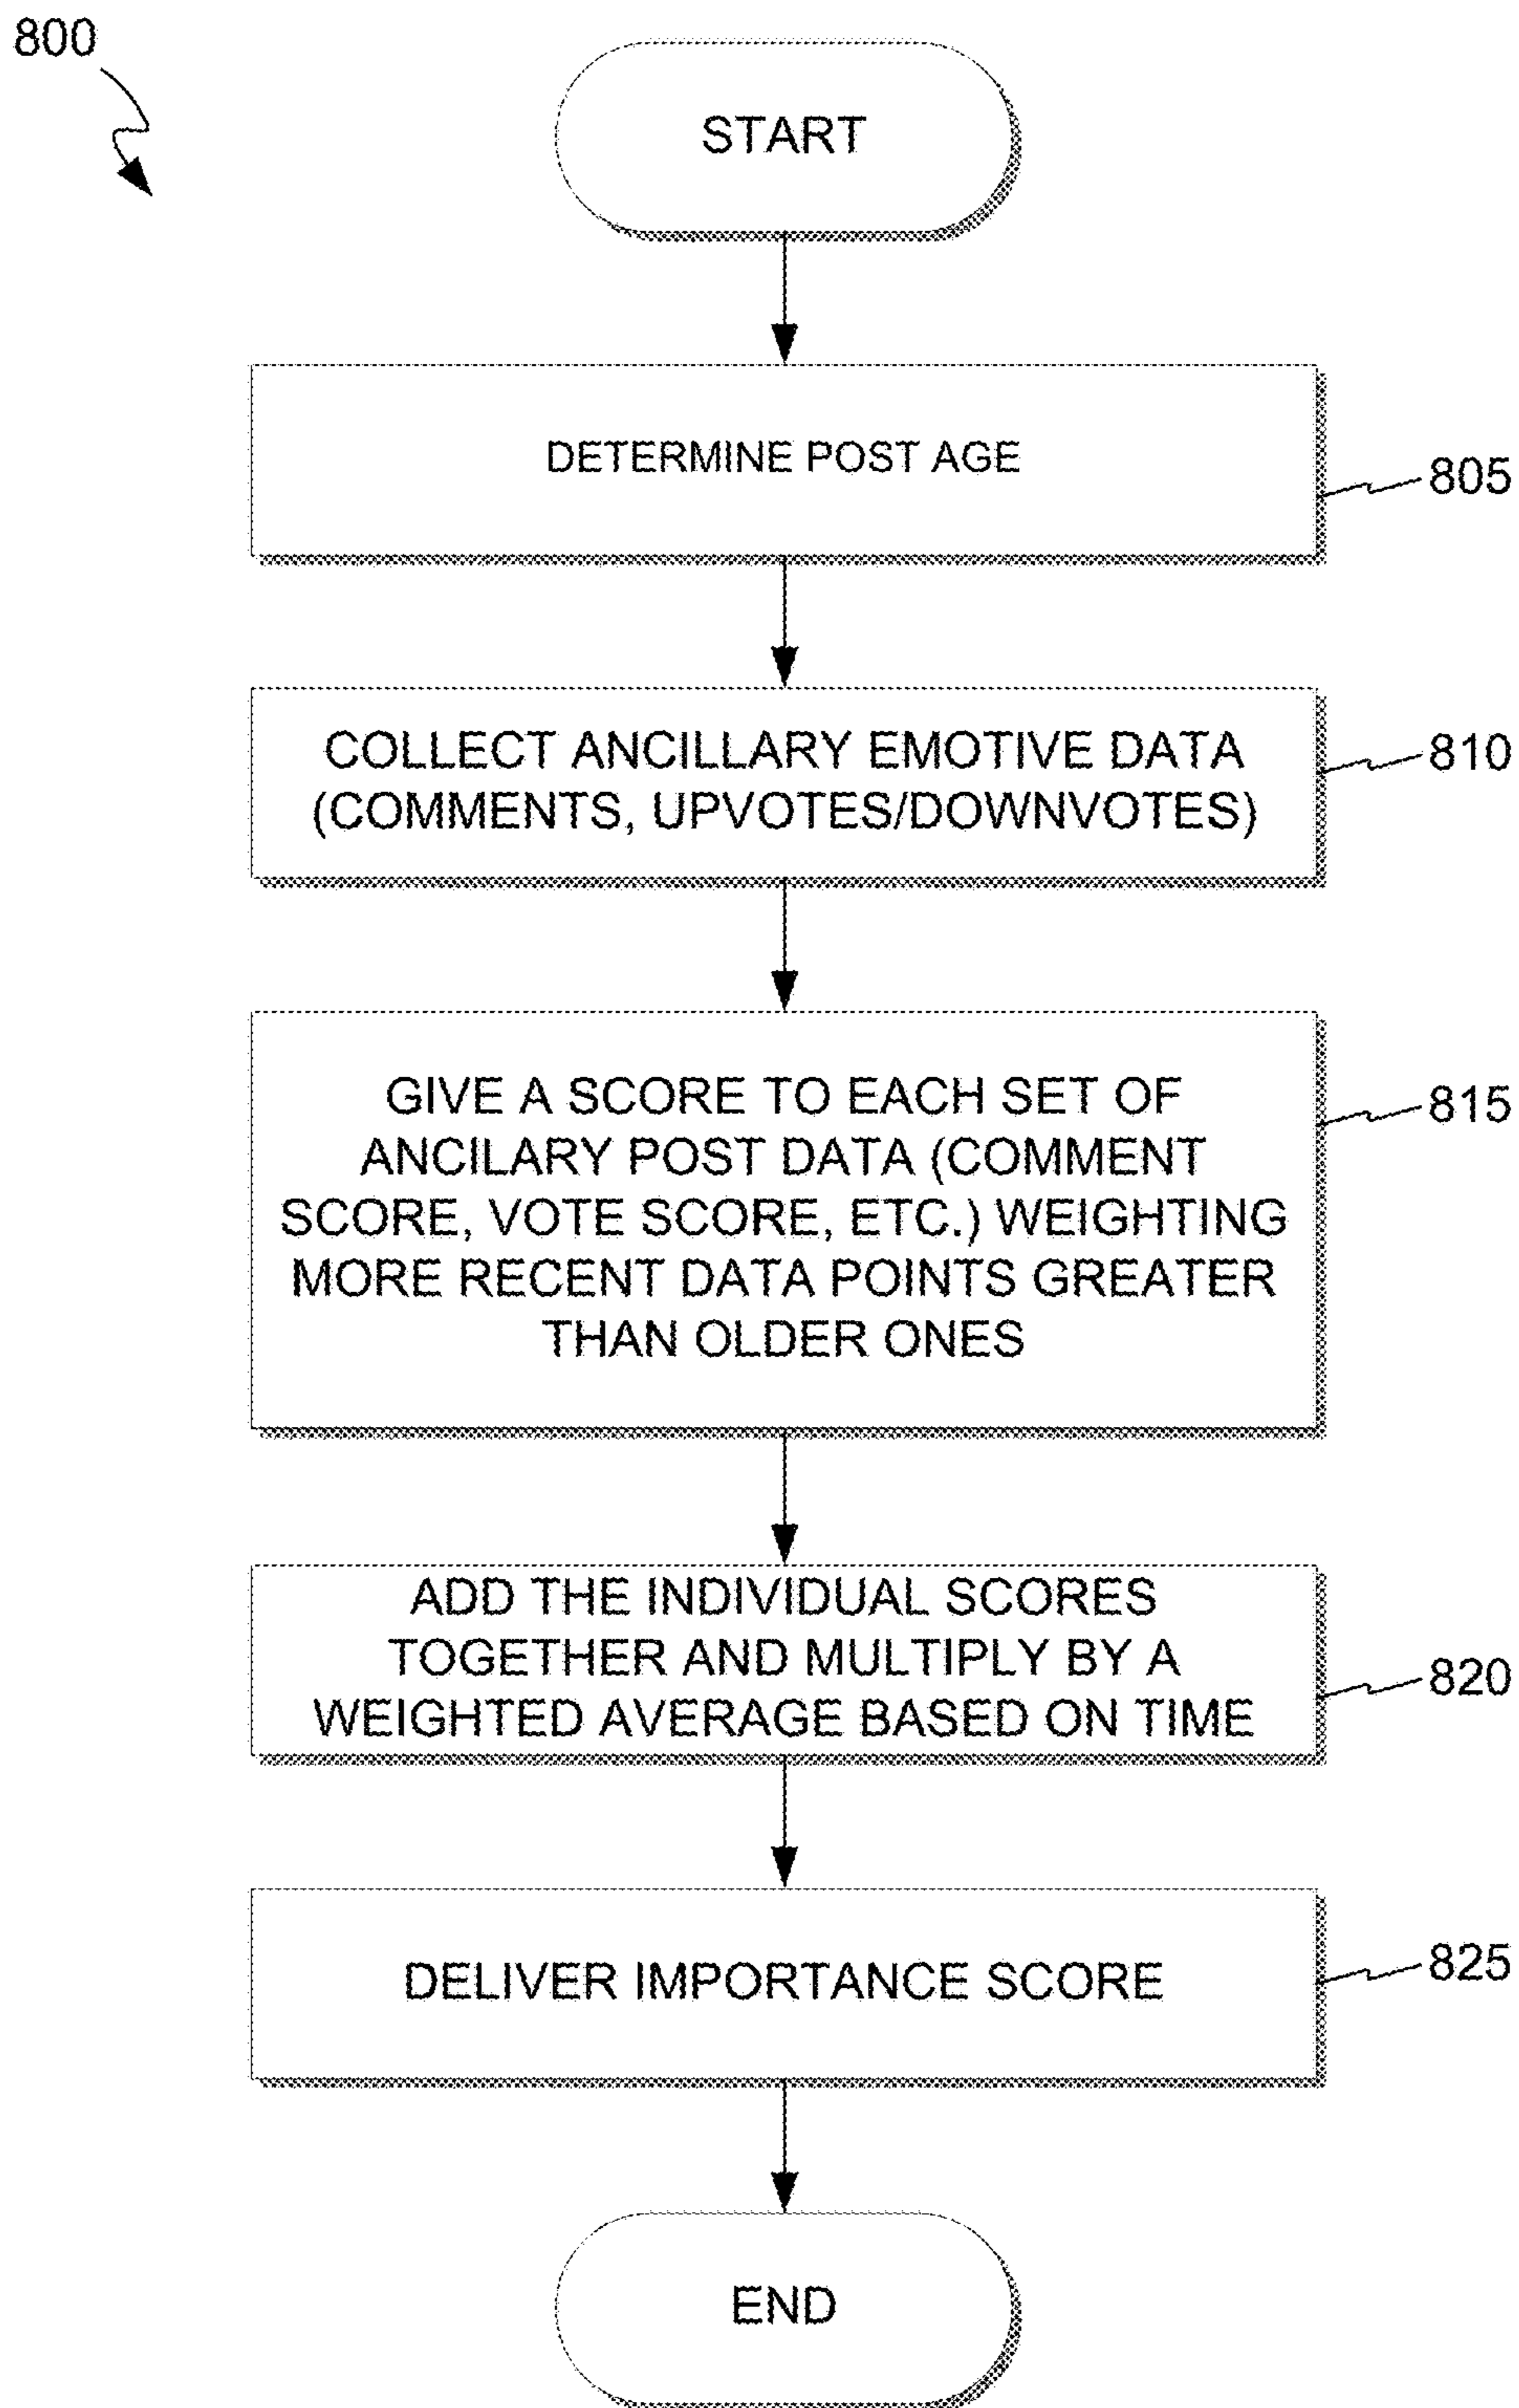 800
START
DETERMINE POST AGE
805
COLLECT ANCILLARY EMOTIVE DATA
(COMMENTS, UPVOTES/DOWNVOTES)
810
GIVE A SCORE TO EACH SET OF
ANCILARY POST DATA (COMMENT
SCORE, VOTE SCORE, ETC.) WEIGHTING
MORE RECENT DATA POINTS GREATER
THAN OLDER ONES
815
ADD THE INDIVIDUAL SCORES
TOGETHER AND MULTIPLY BY A
WEIGHTED AVERAGE BASED ON TIME
820
DELIVER IMPORTANCE SCORE
825
END